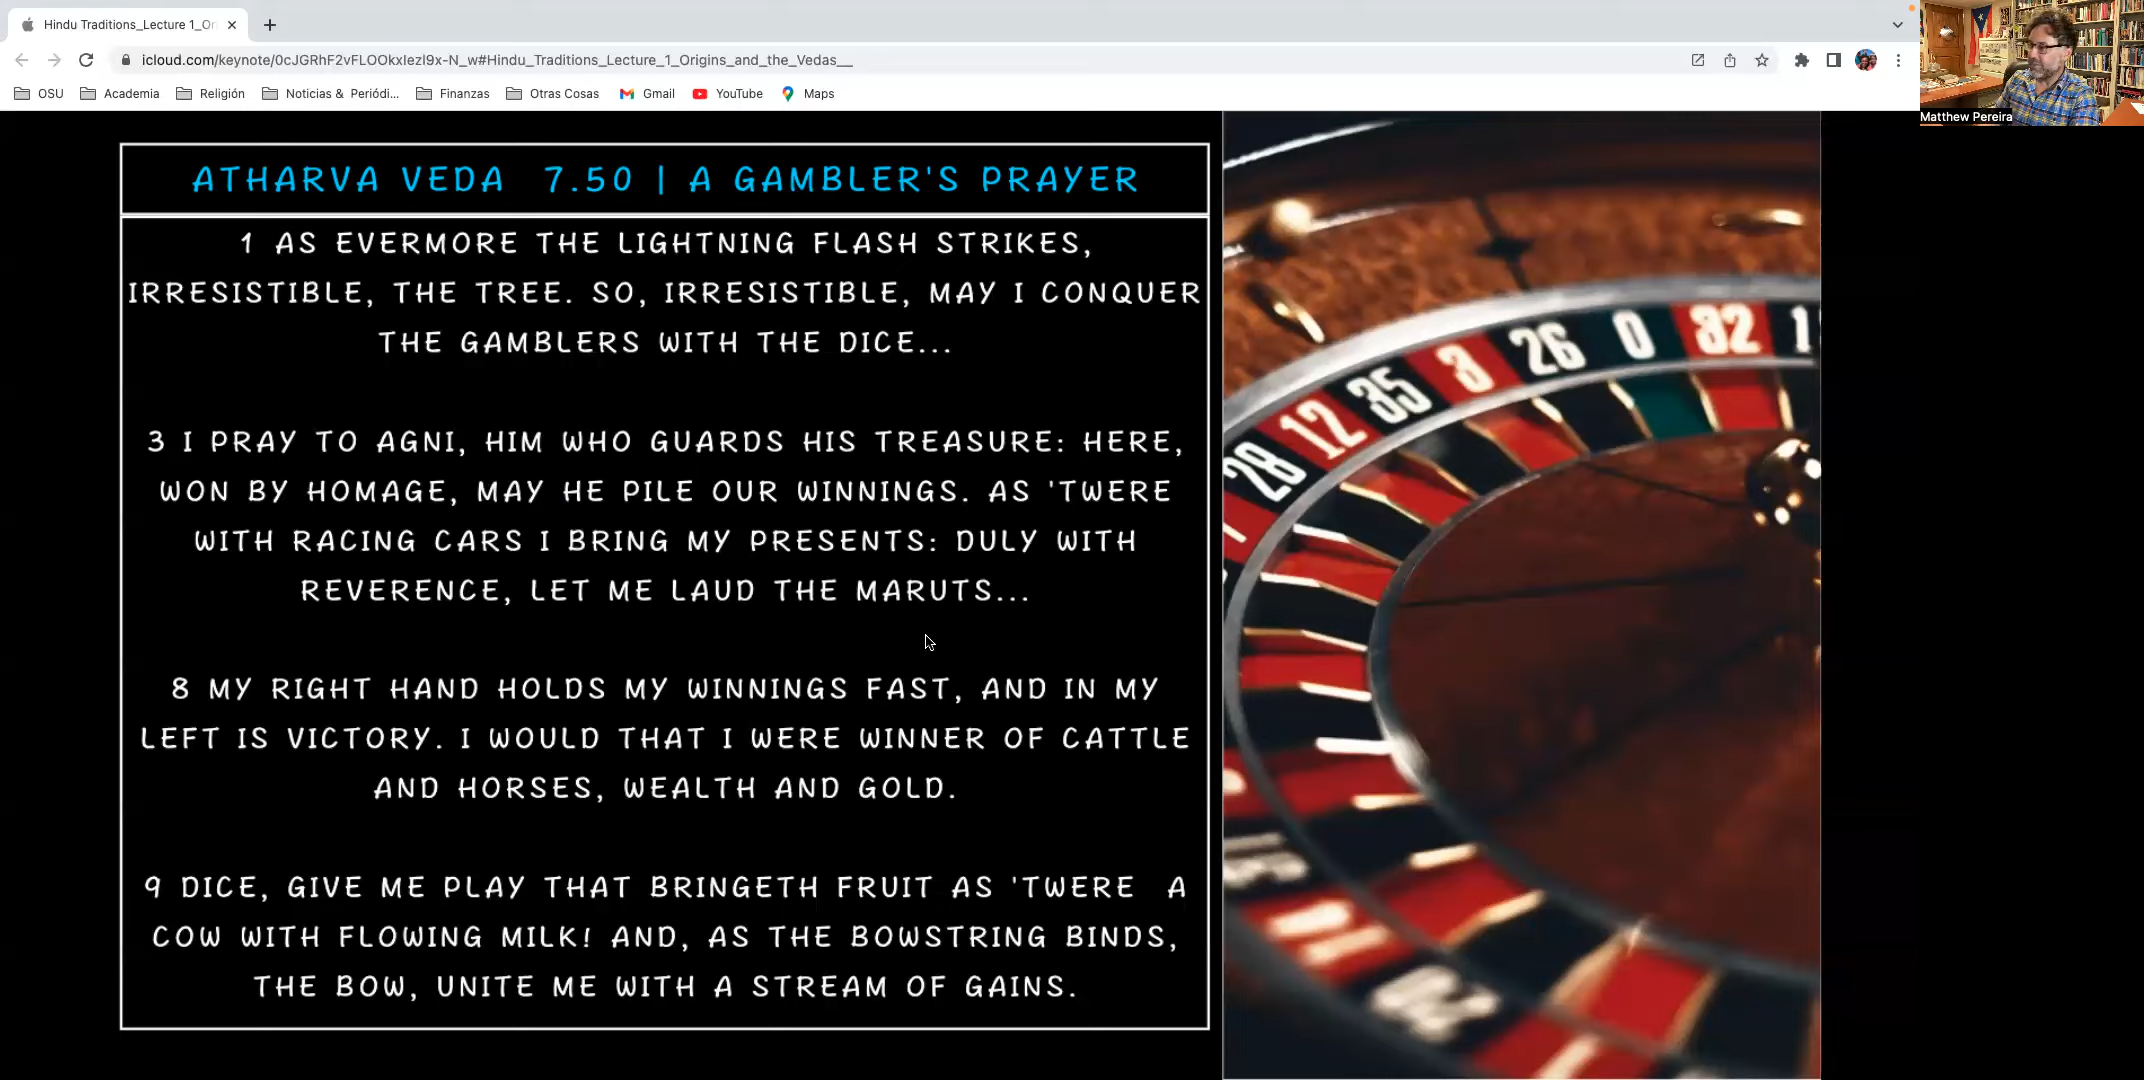 Hindu Traditions_Lecture 1_Or
icloud.com/keynote/0cJGRhF2vFLOOkxIezI9x-N_w#Hindu_Traditions_Lecture_1_Origins_and_the_Vedas__
OSU Academia Religión Noticias & Periódi... Finanzas Otras Cosas Gmail YouTube Maps
Matthew Pereira
ATHARVA VEDA 7.50 | A GAMBLER'S PRAYER
1 AS EVERMORE THE LIGHTNING FLASH STRIKES,
IRRESISTIBLE, THE TREE. SO, IRRESISTIBLE, MAY I CONQUER
THE GAMBLERS WITH THE DICE...
3 I PRAY TO AGNI, HIM WHO GUARDS HIS TREASURE: HERE,
WON BY HOMAGE, MAY HE PILE OUR WINNINGS. AS 'TWERE
WITH RACING CARS I BRING MY PRESENTS: DULY WITH
REVERENCE, LET ME LAUD THE MARUTS...
8 MY RIGHT HAND HOLDS MY WINNINGS FAST, AND IN MY
LEFT IS VICTORY. I WOULD THAT I WERE WINNER OF CATTLE
AND HORSES, WEALTH AND GOLD.
9 DICE, GIVE ME PLAY THAT BRINGETH FRUIT AS 'TWERE A
COW WITH FLOWING MILK! AND, AS THE BOWSTRING BINDS,
THE BOW, UNITE ME WITH A STREAM OF GAINS.
28 12 35 3 26 0 32